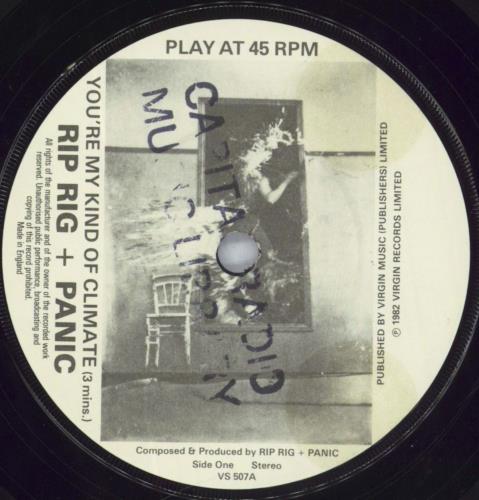 PLAY AT 45 RPM
YOU'RE MY KIND OF CLIMATE (3 mins.)
RIP RIG + PANIC
All rights of the manufacturer and of the owner of the recorded work
reserved. Unauthorised public performance, broadcasting and
copying of this record prohibited.
Made in England
CAPITAL RADIO
MUSIC LIBRARY
PUBLISHED BY VIRGIN MUSIC (PUBLISHERS) LIMITED
℗ 1982 VIRGIN RECORDS LIMITED
Composed & Produced by RIP RIG + PANIC
Side One Stereo
VS 507A